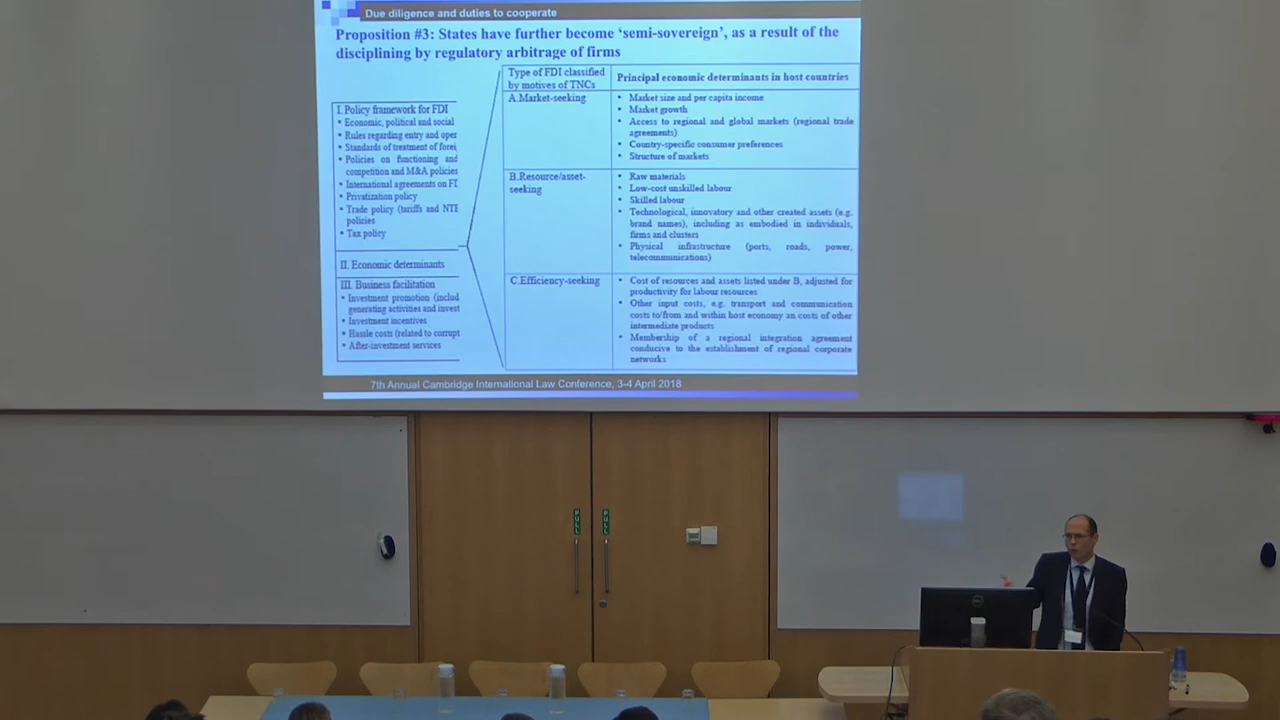 Due diligence and duties to cooperate
Proposition #3: States have further become ‘semi-sovereign’, as a result of the
disciplining by regulatory arbitrage of firms
I. Policy framework for FDI
• Economic, political and social
• Rules regarding entry and oper
• Standards of treatment of forei
• Policies on functioning and
competition and M&A policies
• International agreements on FI
• Privatization policy
• Trade policy (tariffs and NTE
policies
• Tax policy
II. Economic determinants
III. Business facilitation
• Investment promotion (includ
generating activities and invest
• Investment incentives
• Hassle costs (related to corrupt
• After-investment services
Type of FDI classified
by motives of TNCs
Principal economic determinants in host countries
A.Market-seeking
• Market size and per capita income
• Market growth
• Access to regional and global markets (regional trade
agreements)
• Country-specific consumer preferences
• Structure of markets
B.Resource/asset-
seeking
• Raw materials
• Low-cost unskilled labour
• Skilled labour
• Technological, innovatory and other created assets (e.g.
brand names), including as embodied in individuals,
firms and clusters
• Physical infrastructure (ports, roads, power,
telecommunications)
C.Efficiency-seeking
• Cost of resources and assets listed under B, adjusted for
productivity for labour resources
• Other input costs, e.g. transport and communication
costs to/from and within host economy an costs of other
intermediate products
• Membership of a regional integration agreement
conducive to the establishment of regional corporate
networks
7th Annual Cambridge International Law Conference, 3-4 April 2018
PULL
PULL